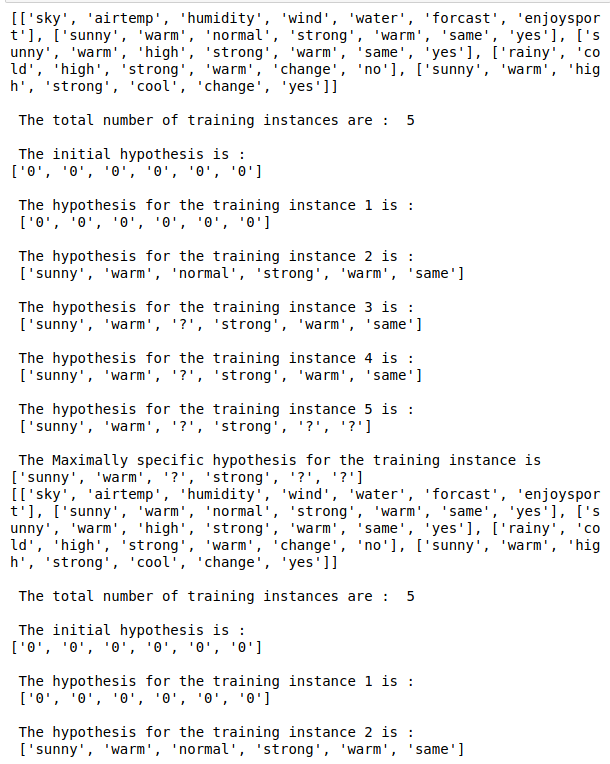 [['sky', 'airtemp', 'humidity', 'wind', 'water', 'forcast', 'enjoyspor
t'], ['sunny', 'warm', 'normal', 'strong', 'warm', 'same', 'yes'], ['s
unny', 'warm', 'high', 'strong', 'warm', 'same', 'yes'], ['rainy', 'co
ld', 'high', 'strong', 'warm', 'change', 'no'], ['sunny', 'warm', 'hig
h', 'strong', 'cool', 'change', 'yes']]
The total number of training instances are :  5
The initial hypothesis is :
['0', '0', '0', '0', '0', '0']
The hypothesis for the training instance 1 is :
['0', '0', '0', '0', '0', '0']
The hypothesis for the training instance 2 is :
['sunny', 'warm', 'normal', 'strong', 'warm', 'same']
The hypothesis for the training instance 3 is :
['sunny', 'warm', '?', 'strong', 'warm', 'same']
The hypothesis for the training instance 4 is :
['sunny', 'warm', '?', 'strong', 'warm', 'same']
The hypothesis for the training instance 5 is :
['sunny', 'warm', '?', 'strong', '?', '?']
The Maximally specific hypothesis for the training instance is
['sunny', 'warm', '?', 'strong', '?', '?']
[['sky', 'airtemp', 'humidity', 'wind', 'water', 'forcast', 'enjoyspor
t'], ['sunny', 'warm', 'normal', 'strong', 'warm', 'same', 'yes'], ['s
unny', 'warm', 'high', 'strong', 'warm', 'same', 'yes'], ['rainy', 'co
ld', 'high', 'strong', 'warm', 'change', 'no'], ['sunny', 'warm', 'hig
h', 'strong', 'cool', 'change', 'yes']]
The total number of training instances are :  5
The initial hypothesis is :
['0', '0', '0', '0', '0', '0']
The hypothesis for the training instance 1 is :
['0', '0', '0', '0', '0', '0']
The hypothesis for the training instance 2 is :
['sunny', 'warm', 'normal', 'strong', 'warm', 'same']